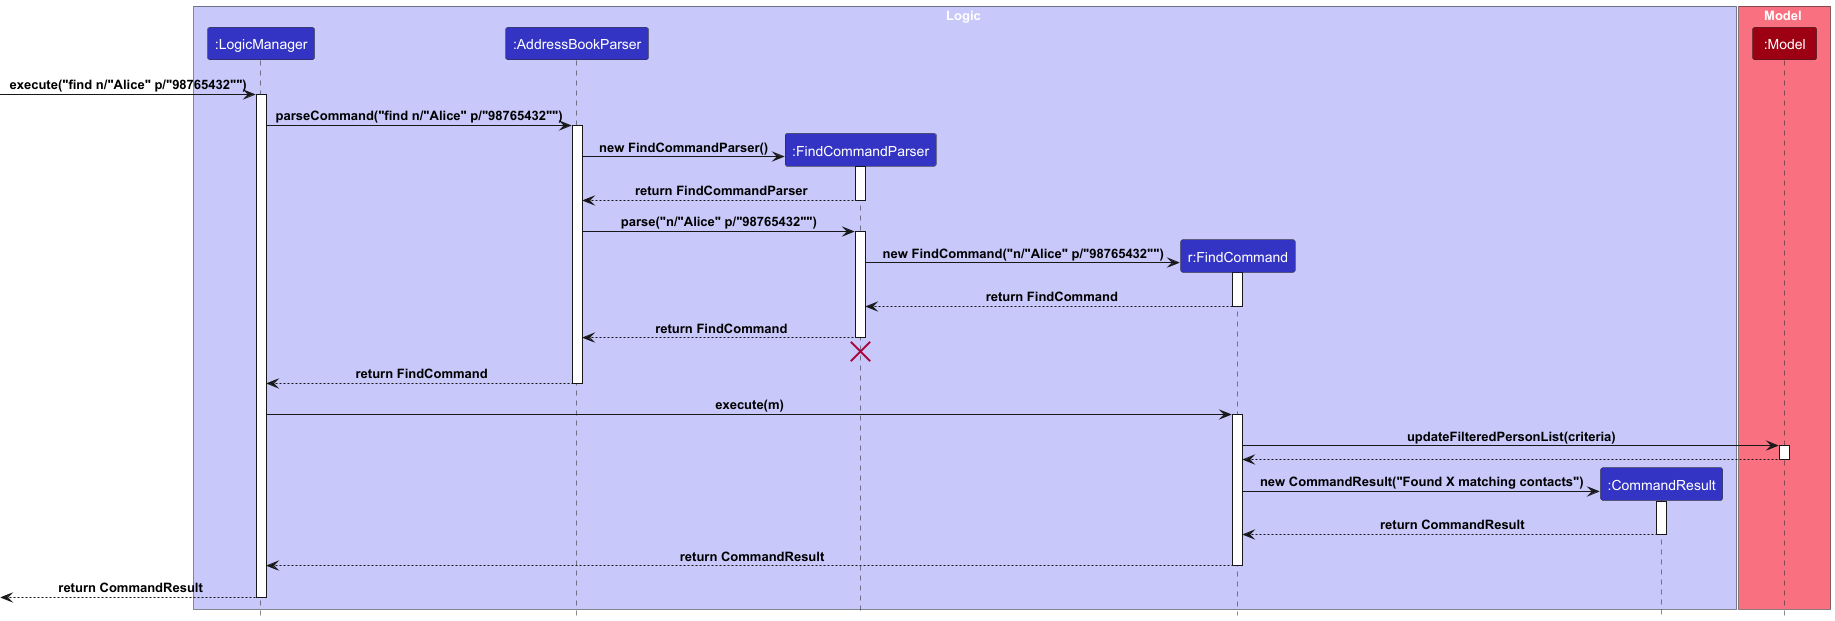 Logic
Model
:LogicManager
:AddressBookParser
:Model
execute("find n/"Alice" p/"98765432"")
parseCommand("find n/"Alice" p/"98765432"")
new FindCommandParser()
:FindCommandParser
return FindCommandParser
parse("n/"Alice" p/"98765432"")
new FindCommand("n/"Alice" p/"98765432"")
r:FindCommand
return FindCommand
return FindCommand
return FindCommand
execute(m)
updateFilteredPersonList(criteria)
new CommandResult("Found X matching contacts")
:CommandResult
return CommandResult
return CommandResult
return CommandResult